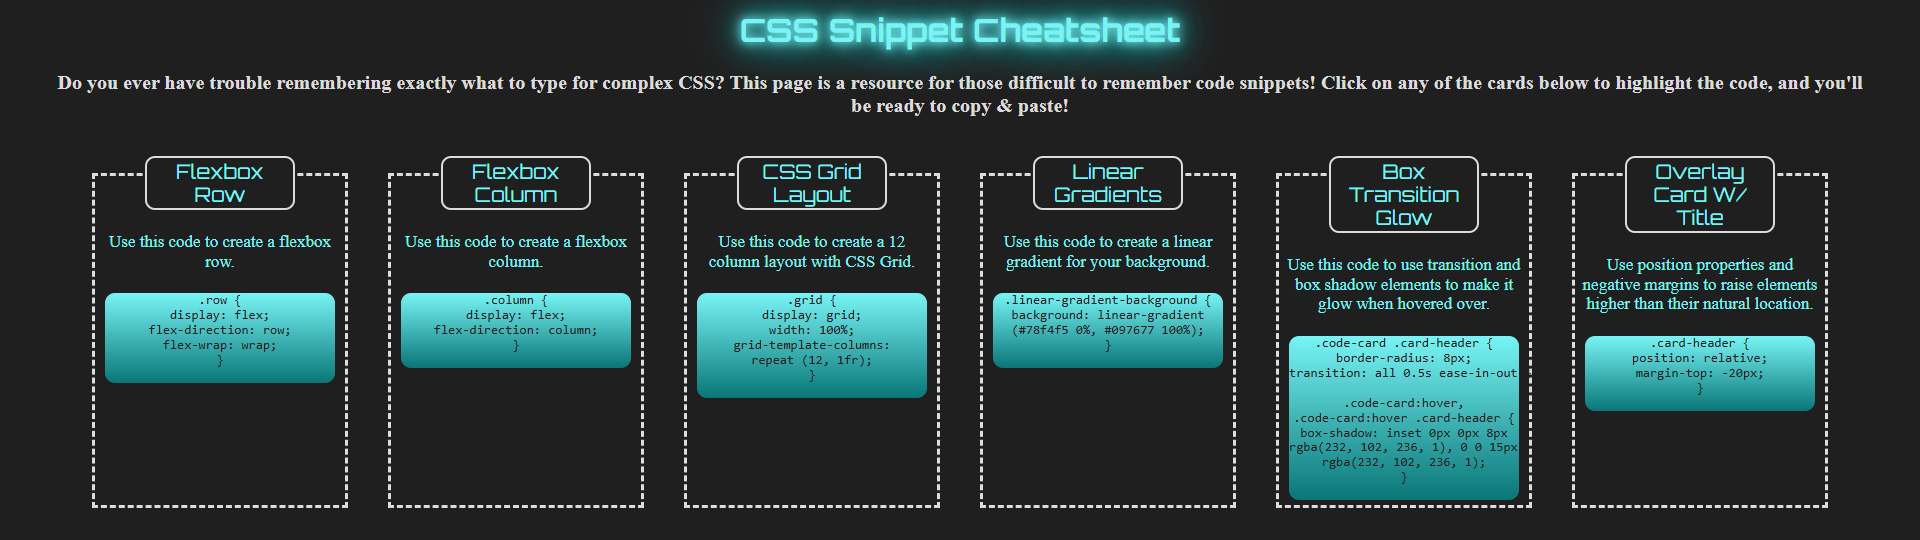 CSS Snippet Cheatsheet
Do you ever have trouble remembering exactly what to type for complex CSS? This page is a resource for those difficult to remember code snippets! Click on any of the cards below to highlight the code, and you'll
be ready to copy & paste!
Flexbox
Row
Use this code to create a flexbox
row.
.row {
display: flex;
flex-direction: row;
flex-wrap: wrap;
}
Flexbox
Column
Use this code to create a flexbox
column.
.column {
display: flex;
flex-direction: column;
}
CSS Grid
Layout
Use this code to create a 12
column layout with CSS Grid.
.grid {
display: grid;
width: 100%;
grid-template-columns:
repeat (12, 1fr);
}
Linear
Gradients
Use this code to create a linear
gradient for your background.
.linear-gradient-background {
background: linear-gradient
(#78f4f5 0%, #097677 100%);
}
Box
Transition
Glow
Use this code to use transition and
box shadow elements to make it
glow when hovered over.
.code-card .card-header {
border-radius: 8px;
transition: all 0.5s ease-in-out
.code-card:hover,
.code-card:hover .card-header {
box-shadow: inset 0px 0px 8px
rgba(232, 102, 236, 1), 0 0 15px
rgba(232, 102, 236, 1);
}
Overlay
Card W/
Title
Use position properties and
negative margins to raise elements
higher than their natural location.
.card-header {
position: relative;
margin-top: -20px;
}